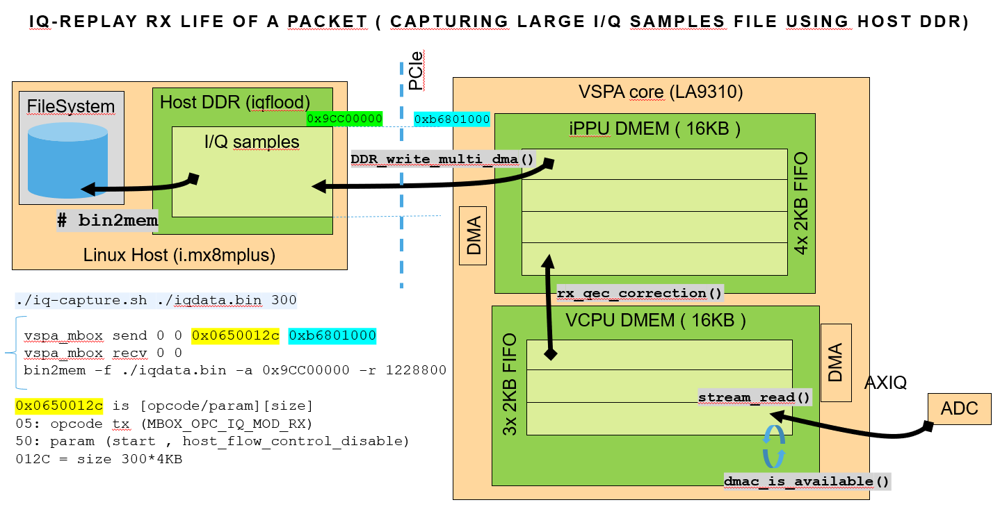 IQ-REPLAY RX LIFE OF A PACKET ( CAPTURING LARGE I/Q SAMPLES FILE USING HOST DDR)
PCIe
FileSystem
Host DDR (iqflood)
0x9CC00000
0xb6801000
I/Q samples
DDR_write_multi_dma()
# bin2mem
Linux Host (i.mx8mplus)
VSPA core (LA9310)
iPPU DMEM ( 16KB )
4x 2KB FIFO
DMA
rx_qec_correction()
VCPU DMEM ( 16KB )
3x 2KB FIFO
DMA
stream_read()
AXIQ
ADC
dmac_is_available()
./iq-capture.sh ./iqdata.bin 300
vspa_mbox send 0 0 0x0650012c 0xb6801000
vspa_mbox recv 0 0
bin2mem -f ./iqdata.bin -a 0x9CC00000 -r 1228800
0x0650012c is [opcode/param][size]
05: opcode tx (MBOX_OPC_IQ_MOD_RX)
50: param (start , host_flow_control_disable)
012C = size 300*4KB